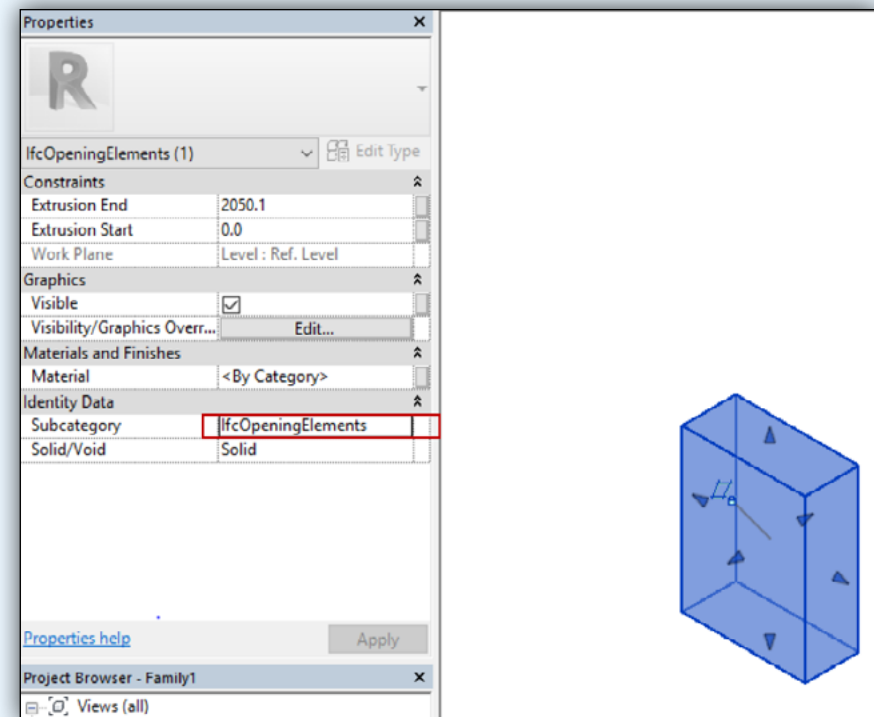 Properties
R
IfcOpeningElements (1) Edit Type
Constraints
Extrusion End 2050.1
Extrusion Start 0.0
Work Plane Level : Ref. Level
Graphics
Visible
Visibility/Graphics Overr... Edit...
Materials and Finishes
Material <By Category>
Identity Data
Subcategory IfcOpeningElements
Solid/Void Solid
Properties help Apply
Project Browser - Family1
Views (all)